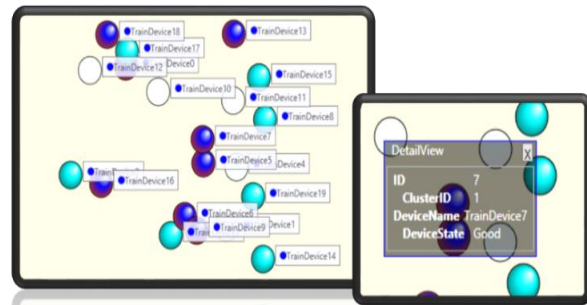 TrainDevice18
TrainDevice13
TrainDevice17
TrainDevice12
Device0
TrainDevice15
TrainDevice10
TrainDevice11
TrainDevice8
TrainDevice7
TrainDevice5
Device4
TrainDevice16
TrainDevice19
TrainDevice6
TrainDevice9
Device1
TrainDevice14
DetailView X
ID 7
ClusterID 1
DeviceName TrainDevice7
DeviceState Good